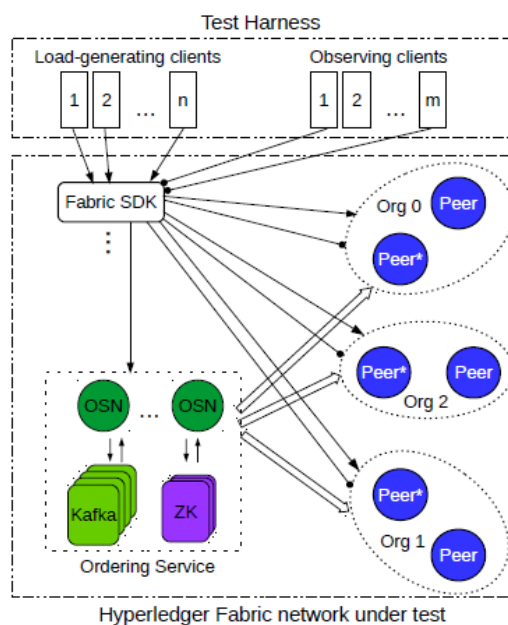 Test Harness
Load-generating clients
Observing clients
1 2 ... n
1 2 ... m
Fabric SDK
Org 0
Peer
Peer*
Peer*
Peer
Org 2
OSN ... OSN
Kafka
ZK
Ordering Service
Peer*
Org 1
Peer
Hyperledger Fabric network under test